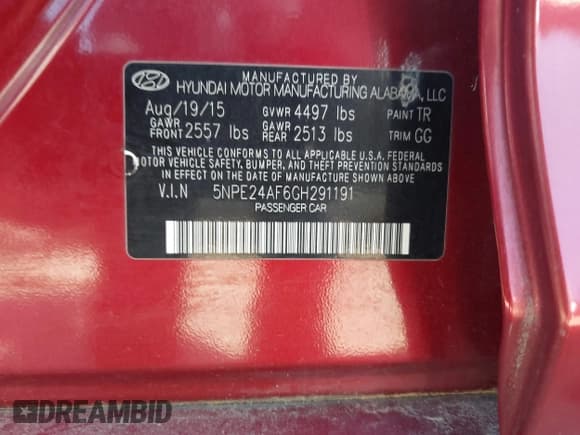 MANUFACTURED BY
HYUNDAI MOTOR MANUFACTURING ALABAMA, LLC
Aug/19/15 GVWR 4497 lbs PAINT TR
GAWR FRONT 2557 lbs GAWR REAR 2513 lbs TRIM GG
THIS VEHICLE CONFORMS TO ALL APPLICABLE U.S.A. FEDERAL
MOTOR VEHICLE SAFETY, BUMPER, AND THEFT PREVENTION STANDARDS
IN EFFECT ON THE DATE OF MANUFACTURE SHOWN ABOVE.
V.I.N 5NPE24AF6GH291191
PASSENGER CAR
DREAMBID